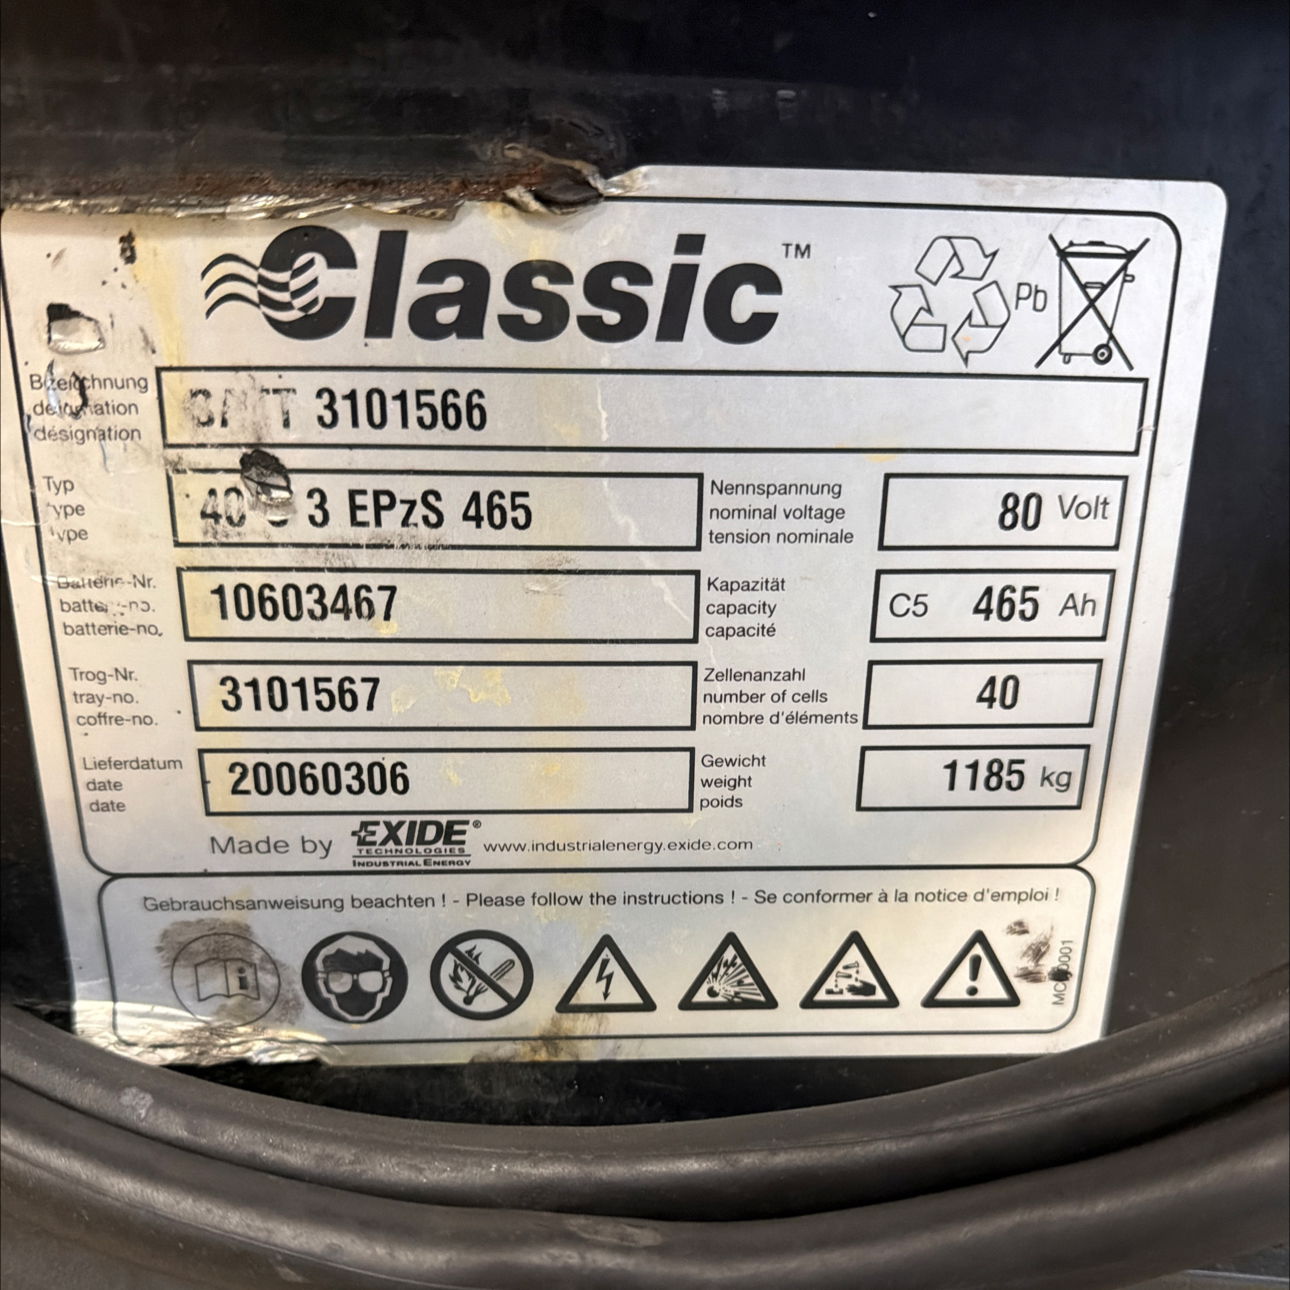 Classic™
Pb
Bezeichnung
designation
désignation
3101566
Typ
type
type
3 EPzS 465
Nennspannung
nominal voltage
tension nominale
80 Volt
Batterie-Nr.
batterie-no.
batterie-no.
10603467
Kapazität
capacity
capacité
C5 465 Ah
Trog-Nr.
tray-no.
coffre-no.
3101567
Zellenanzahl
number of cells
nombre d'éléments
40
Lieferdatum
date
date
20060306
Gewicht
weight
poids
1185 kg
Made by EXIDE® www.industrialenergy.exide.com
TECHNOLOGIES
INDUSTRIAL ENERGY
Gebrauchsanweisung beachten ! - Please follow the instructions ! - Se conformer à la notice d'emploi !